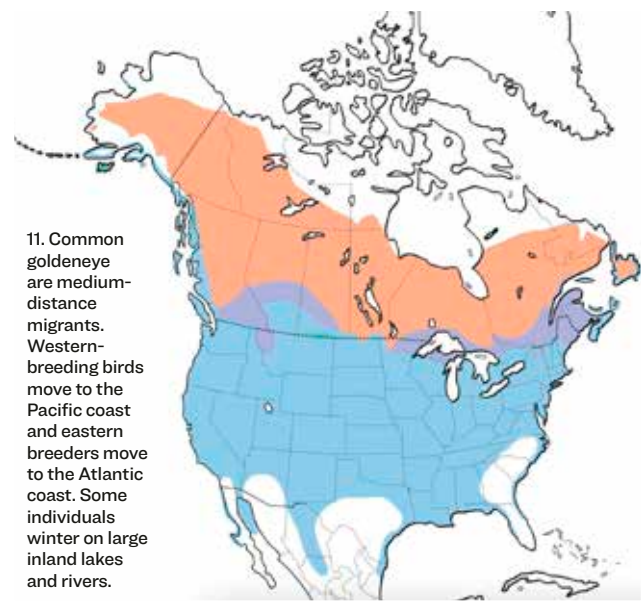 11. Common
goldeneye
are medium-
distance
migrants.
Western-
breeding birds
move to the
Pacific coast
and eastern
breeders move
to the Atlantic
coast. Some
individuals
winter on large
inland lakes
and rivers.